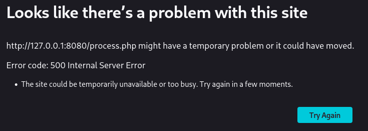 Looks like there’s a problem with this site
http://127.0.0.1:8080/process.php might have a temporary problem or it could have moved.
Error code: 500 Internal Server Error
• The site could be temporarily unavailable or too busy. Try again in a few moments.
Try Again